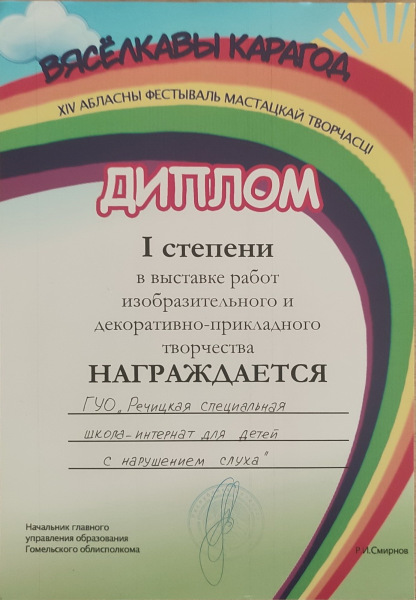 ВЯСЁЛКАВЫ КАРАГОД
XIV АБЛАСНЫ ФЕСТЫВАЛЬ МАСТАЦКАЙ ТВОРЧАСЦІ
ДИПЛОМ
I степени
в выставке работ
изобразительного и
декоративно-прикладного
творчества
НАГРАЖДАЕТСЯ
ГУО „Речицкая специальная
школа-интернат для детей
с нарушением слуха"
Начальник главного
управления образования
Гомельского облисполкома
Р.И.Смирнов